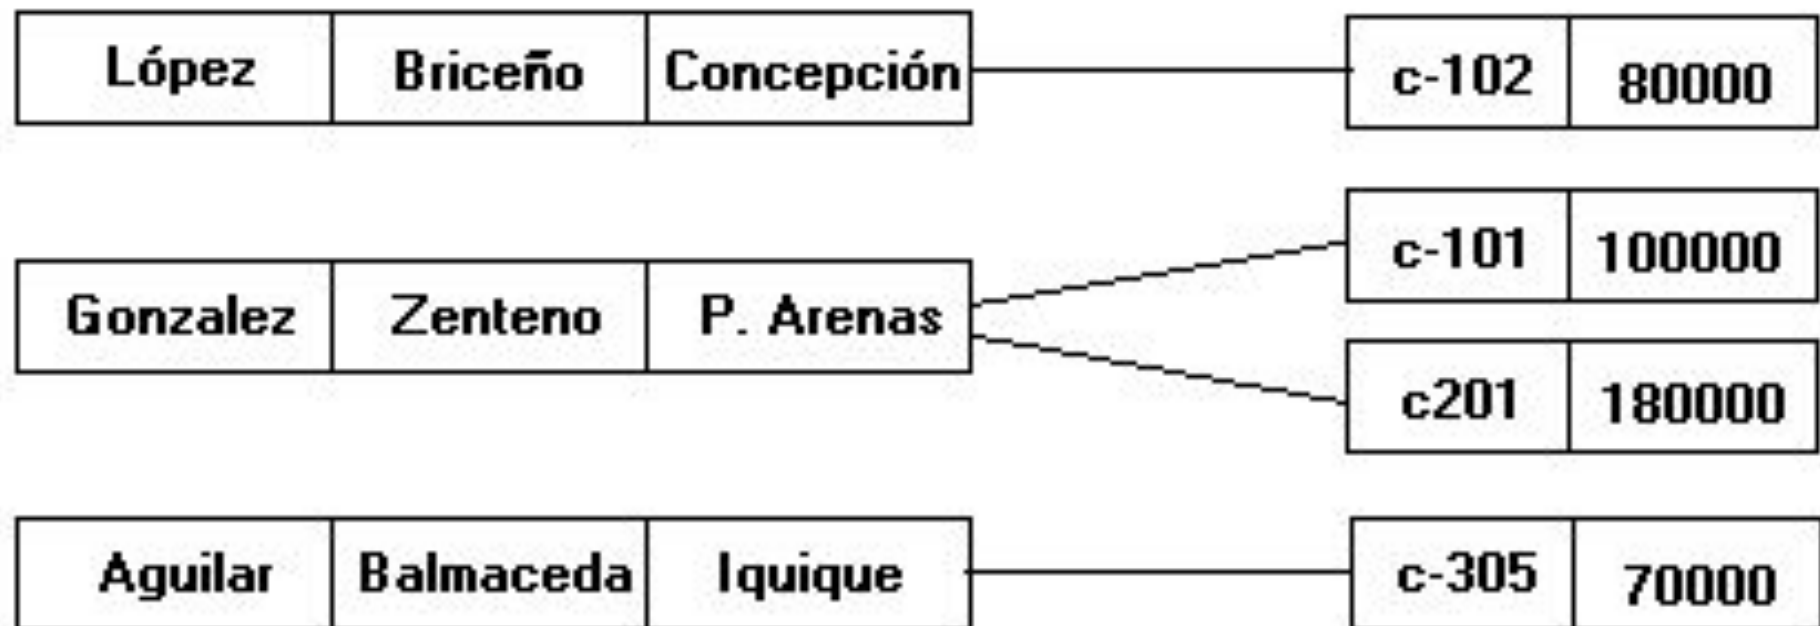 López Briceño Concepción c-102 80000
c-101 100000
Gonzalez Zenteno P. Arenas
c201 180000
Aguilar Balmaceda Iquique c-305 70000